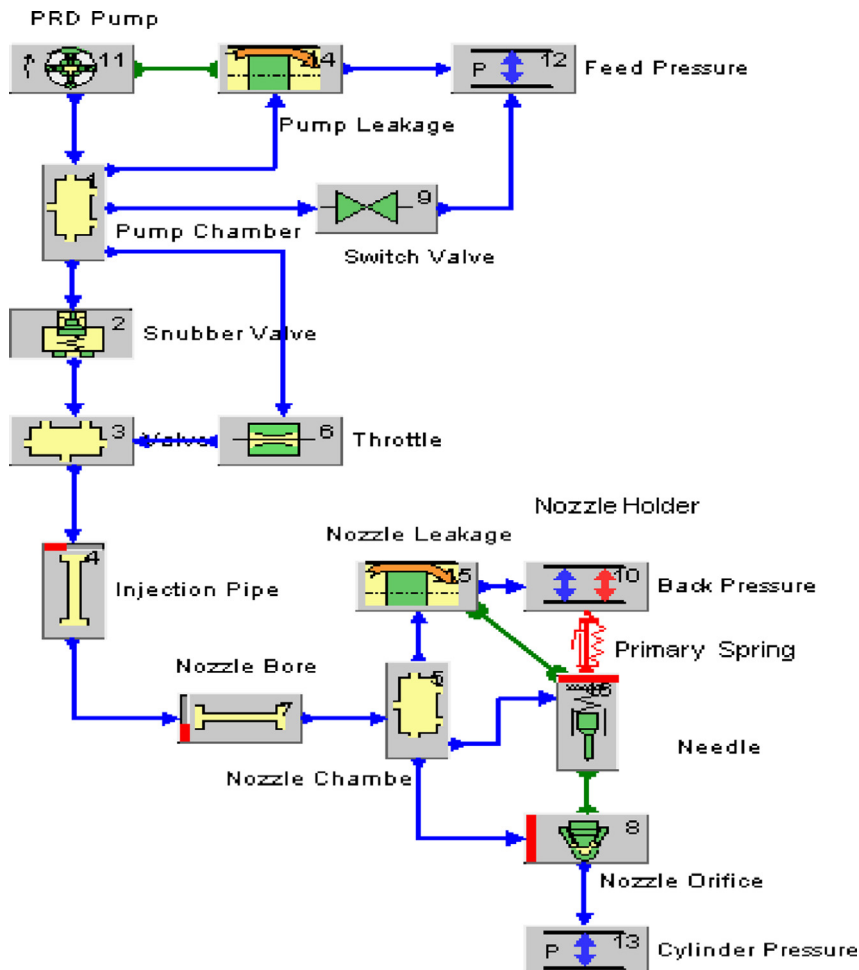 PRD Pump
11
14
P 12
Feed Pressure
Pump Leakage
1
9
Pump Chamber
Switch Valve
2
Snubber Valve
3
Valve
6
Throttle
Nozzle Holder
Nozzle Leakage
4
15
10
Injection Pipe
Back Pressure
Primary Spring
Nozzle Bore
5
16
7
Needle
Nozzle Chambe
8
Nozzle Orifice
P 13
Cylinder Pressure